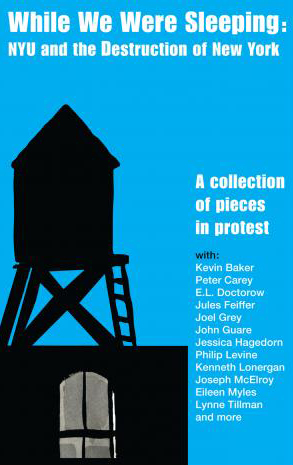 While We Were Sleeping:
NYU and the Destruction of New York
A collection
of pieces
in protest
with:
Kevin Baker
Peter Carey
E.L. Doctorow
Jules Feiffer
Joel Grey
John Guare
Jessica Hagedorn
Philip Levine
Kenneth Lonergan
Joseph McElroy
Eileen Myles
Lynne Tillman
and more